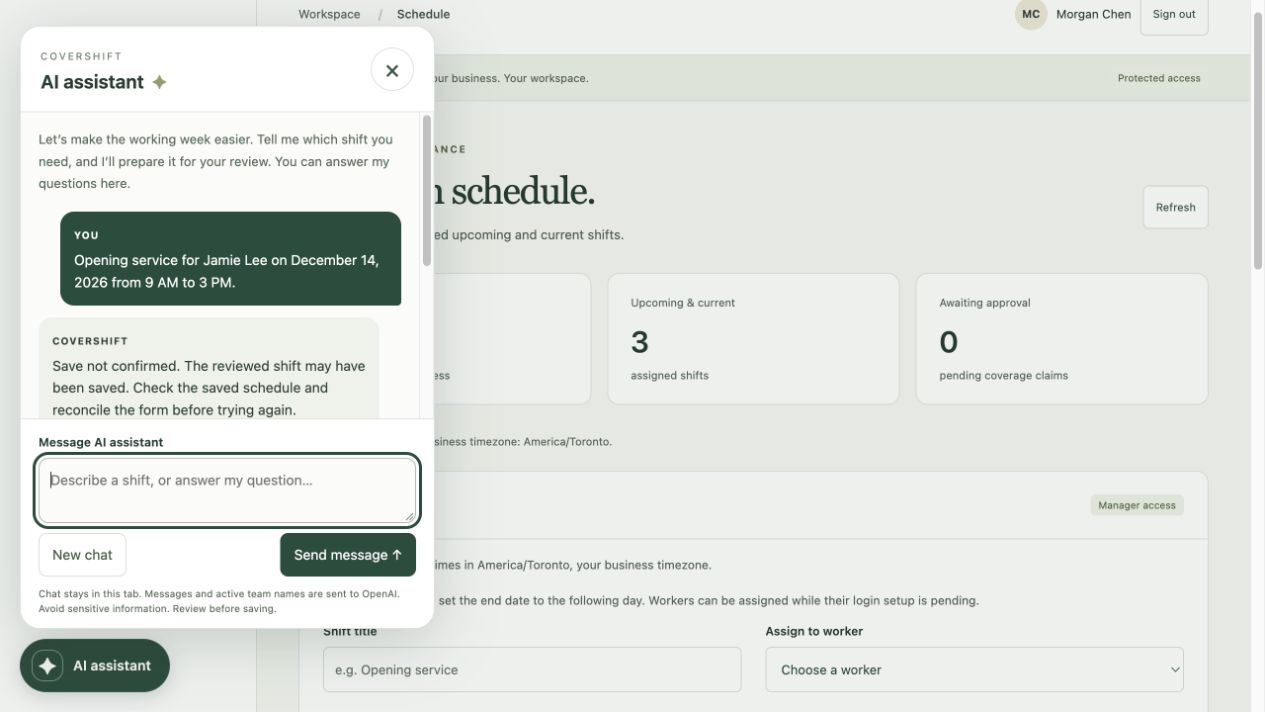 Workspace / Schedule
MC Morgan Chen Sign out
our business. Your workspace.
Protected access
COVERSHIFT
AI assistant
Let's make the working week easier. Tell me which shift you
need, and I'll prepare it for your review. You can answer my
questions here.
YOU
Opening service for Jamie Lee on December 14,
2026 from 9 AM to 3 PM.
COVERSHIFT
Save not confirmed. The reviewed shift may have
been saved. Check the saved schedule and
reconcile the form before trying again.
Message AI assistant
Describe a shift, or answer my question...
New chat
Send message ↑
Chat stays in this tab. Messages and active team names are sent to OpenAI.
Avoid sensitive information. Review before saving.
AI assistant
schedule.
upcoming and current shifts.
Refresh
Upcoming & current
3
assigned shifts
Awaiting approval
0
pending coverage claims
timezone: America/Toronto.
Manager access
in America/Toronto, your business timezone.
set the end date to the following day. Workers can be assigned while their login setup is pending.
Shift title
e.g. Opening service
Assign to worker
Choose a worker